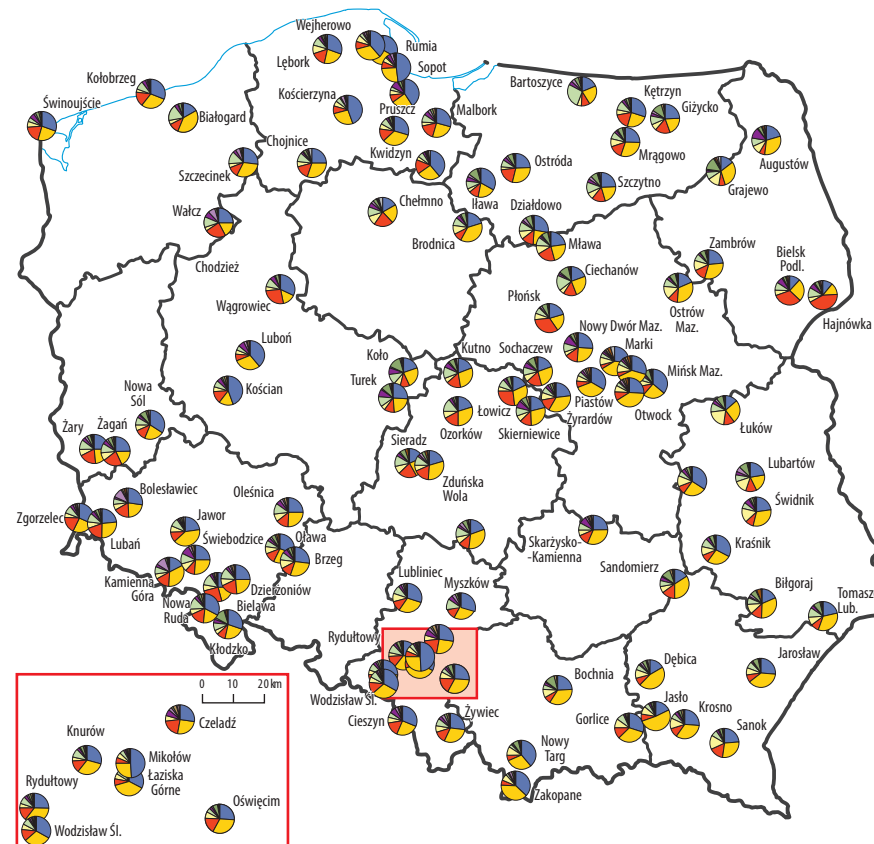 Wejherowo
Rumia
Lębork
Sopot
Kołobrzeg
Bartoszyce
Kętrzyn
Świnoujście
Kościerzyna
Giżycko
Białogard
Pruszcz
Malbork
Augustów
Chojnice
Mrągowo
Kwidzyn
Ostróda
Szczecinek
Grajewo
Szczytno
Iława
Chełmno
Działdowo
Wałcz
Brodnica
Mława
Zambrów
Chodzież
Ciechanów
Bielsk
Podl.
Wągrowiec
Płońsk
Ostrów
Maz.
Hajnówka
Nowy Dwór Maz.
Luboń
Kutno
Sochaczew
Marki
Koło
Mińsk Maz.
Turek
Kościan
Nowa
Sól
Piastów
Łowicz
Żyrardów
Otwock
Ozorków
Skierniewice
Łuków
Żary
Żagań
Sieradz
Lubartów
Zduńska
Wola
Bolesławiec
Oleśnica
Świdnik
Zgorzelec
Jawor
Lubań
Świebodzice
Oława
Skarżysko-
-Kamienna
Kraśnik
Brzeg
Sandomierz
Kamienna
Góra
Lubliniec
Dzierżoniów
Myszków
Biłgoraj
Tomasz
Lub.
Nowa
Ruda
Bielawa
Kłodzko
Rydułtowy
Jarosław
Dębica
Bochnia
Wodzisław Śl.
0 10 20 km
Jasło
Krosno
Czeladź
Cieszyn
Żywiec
Gorlice
Sanok
Knurów
Mikołów
Nowy
Targ
Rydułtowy
Łaziska
Górne
Zakopane
Oświęcim
Wodzisław Śl.